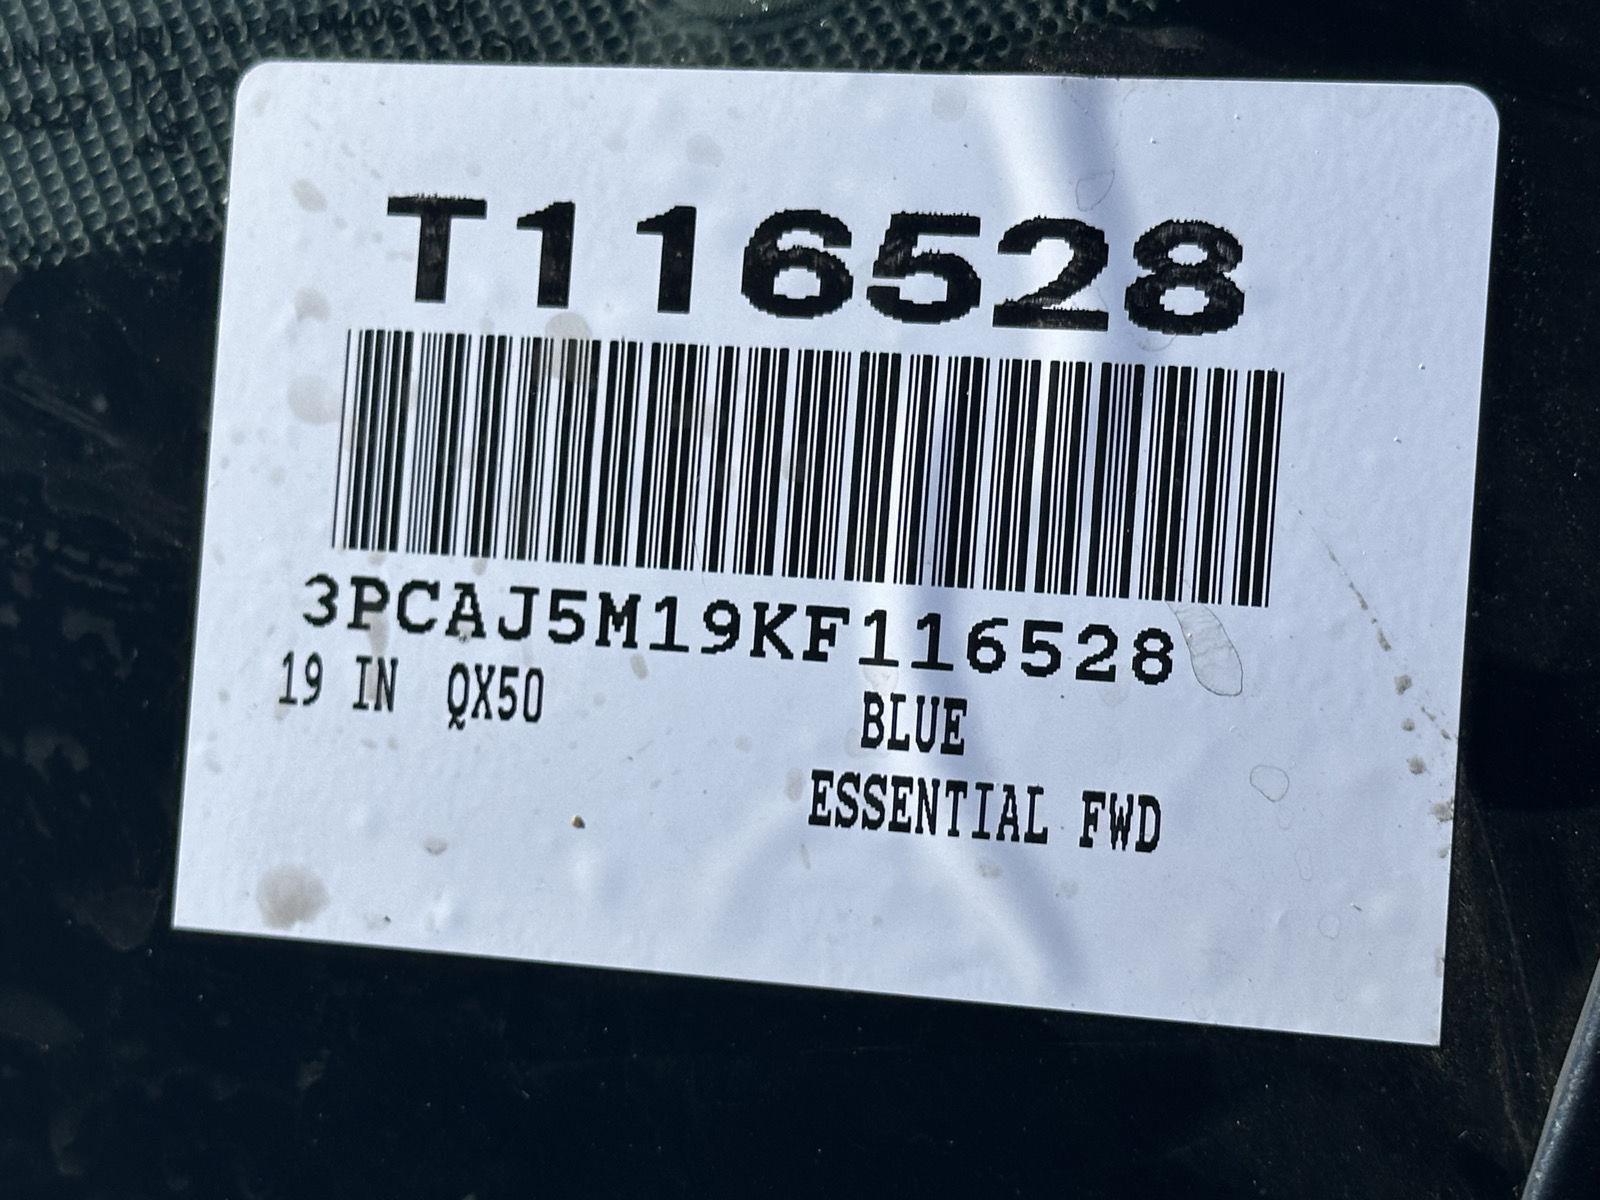 T116528
3PCAJ5M19KF116528
19 IN QX50 BLUE
ESSENTIAL FWD